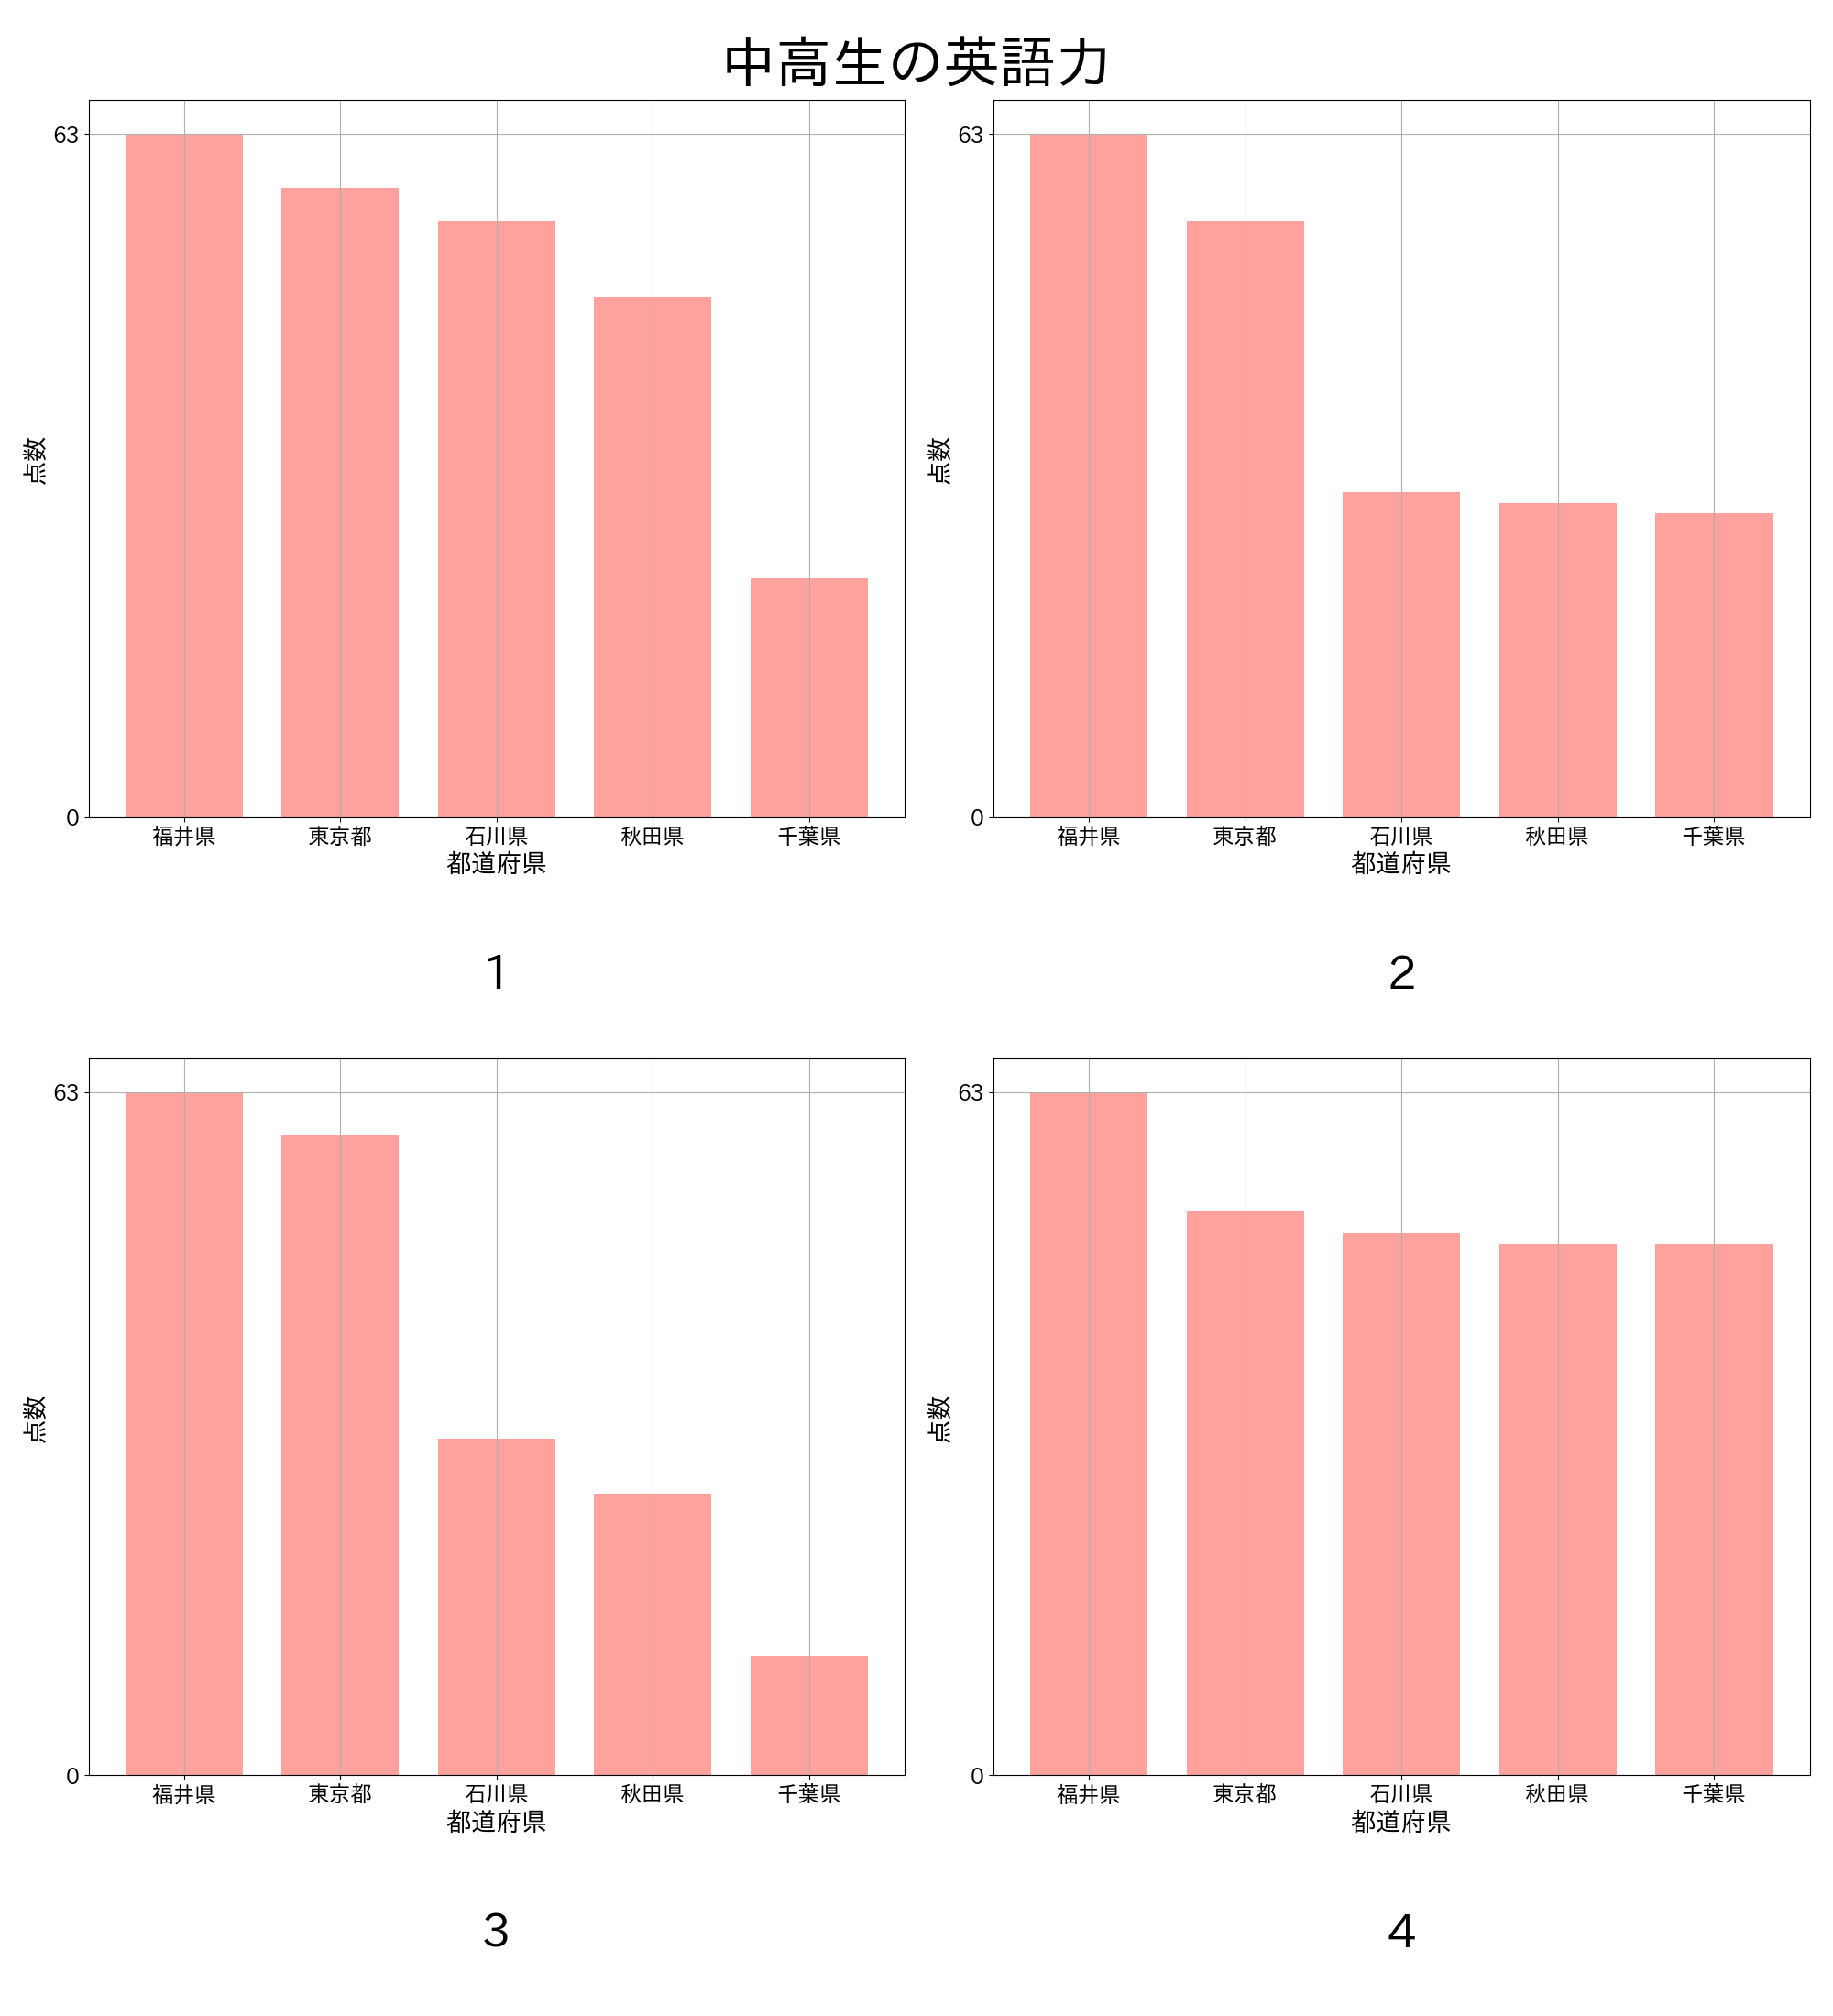 中高生の英語力
63
0
点数
福井県 東京都 石川県 秋田県 千葉県
都道府県
1
63
0
点数
福井県 東京都 石川県 秋田県 千葉県
都道府県
2
63
0
点数
福井県 東京都 石川県 秋田県 千葉県
都道府県
3
63
0
点数
福井県 東京都 石川県 秋田県 千葉県
都道府県
4